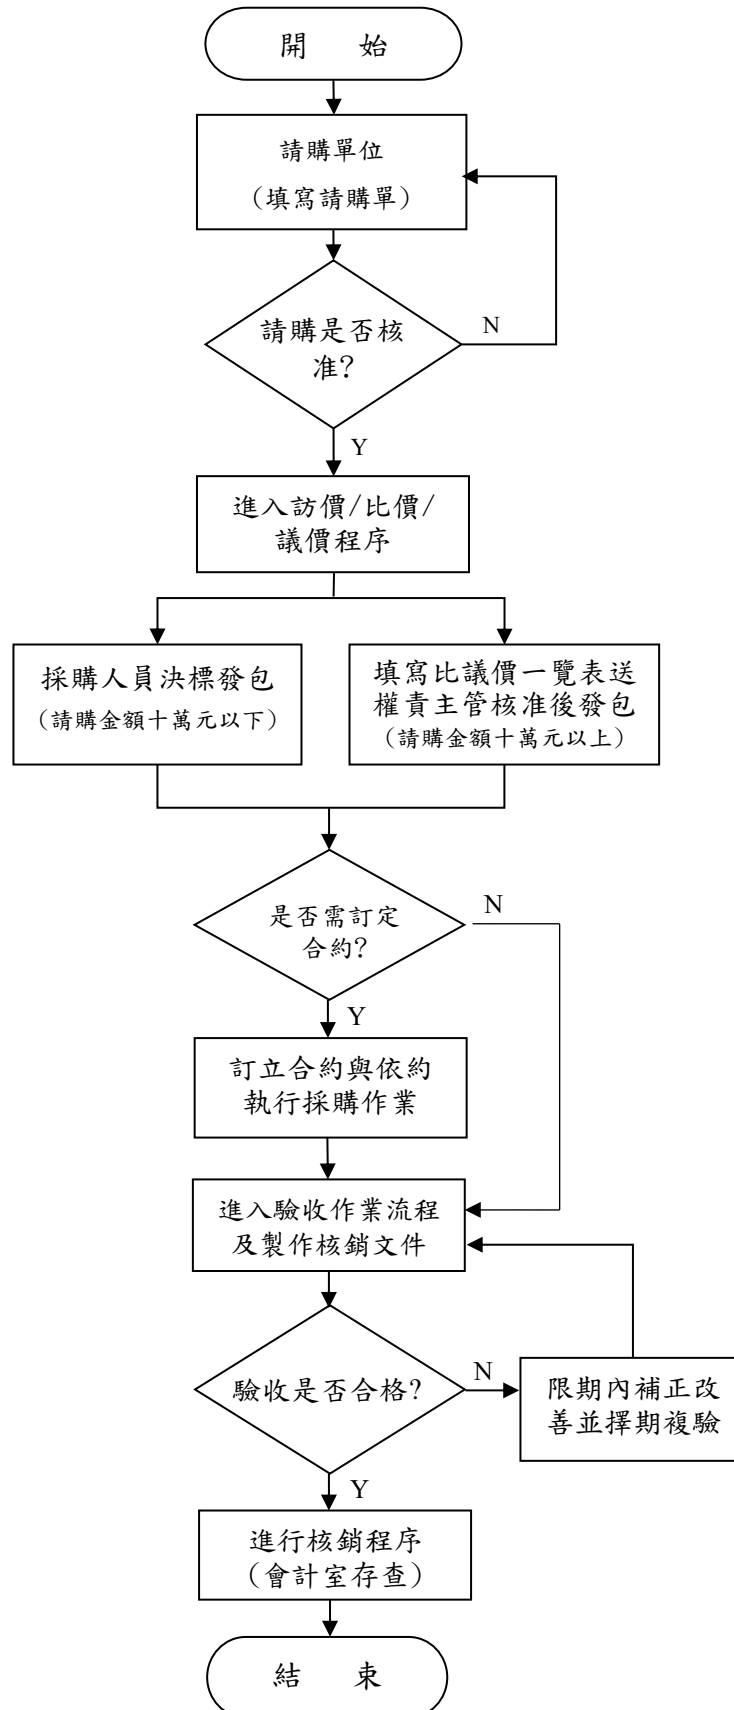 開　始
請購單位
（填寫請購單）
請購是否核
准?
N
Y
進入訪價/比價/
議價程序
採購人員決標發包
（請購金額十萬元以下）
填寫比議價一覽表送
權責主管核准後發包
（請購金額十萬元以上）
是否需訂定
合約?
N
Y
訂立合約與依約
執行採購作業
進入驗收作業流程
及製作核銷文件
驗收是否合格?
N
限期內補正改
善並擇期複驗
Y
進行核銷程序
（會計室存查）
結　束